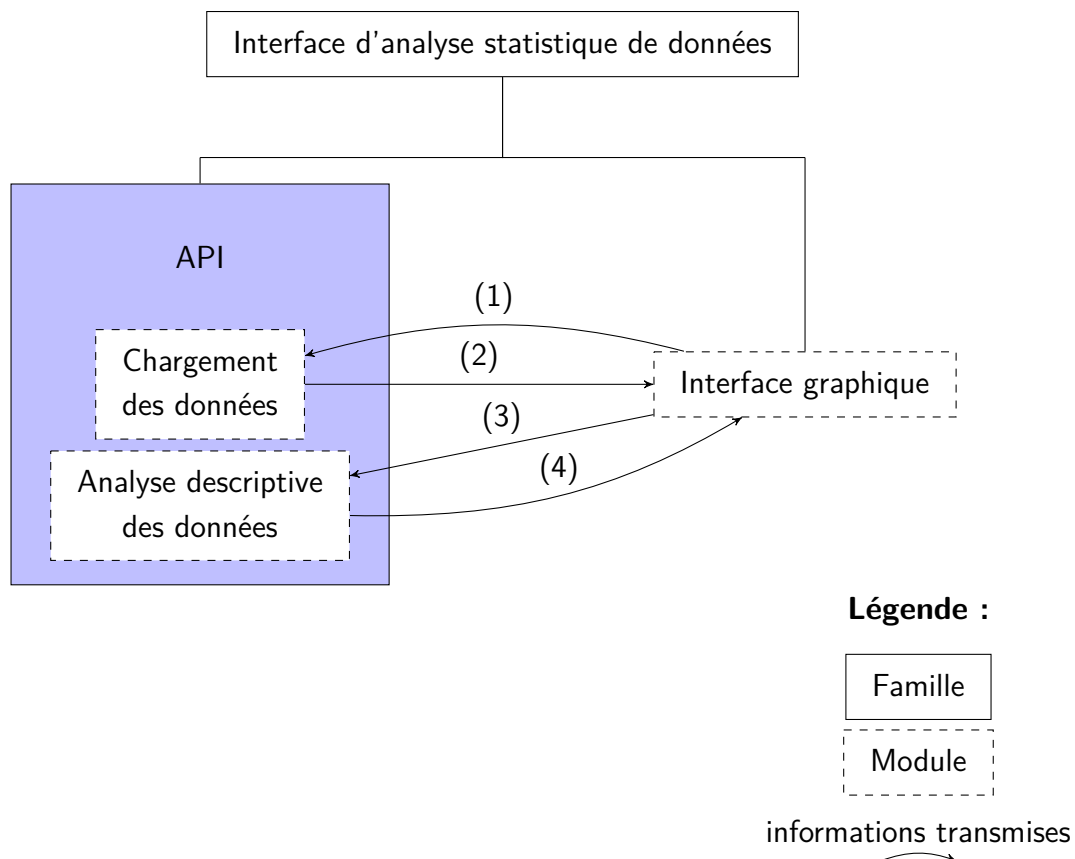 Interface d'analyse statistique de données
API
(1)
Chargement
des données
(2)
Interface graphique
(3)
(4)
Analyse descriptive
des données
Légende :
Famille
Module
informations transmises